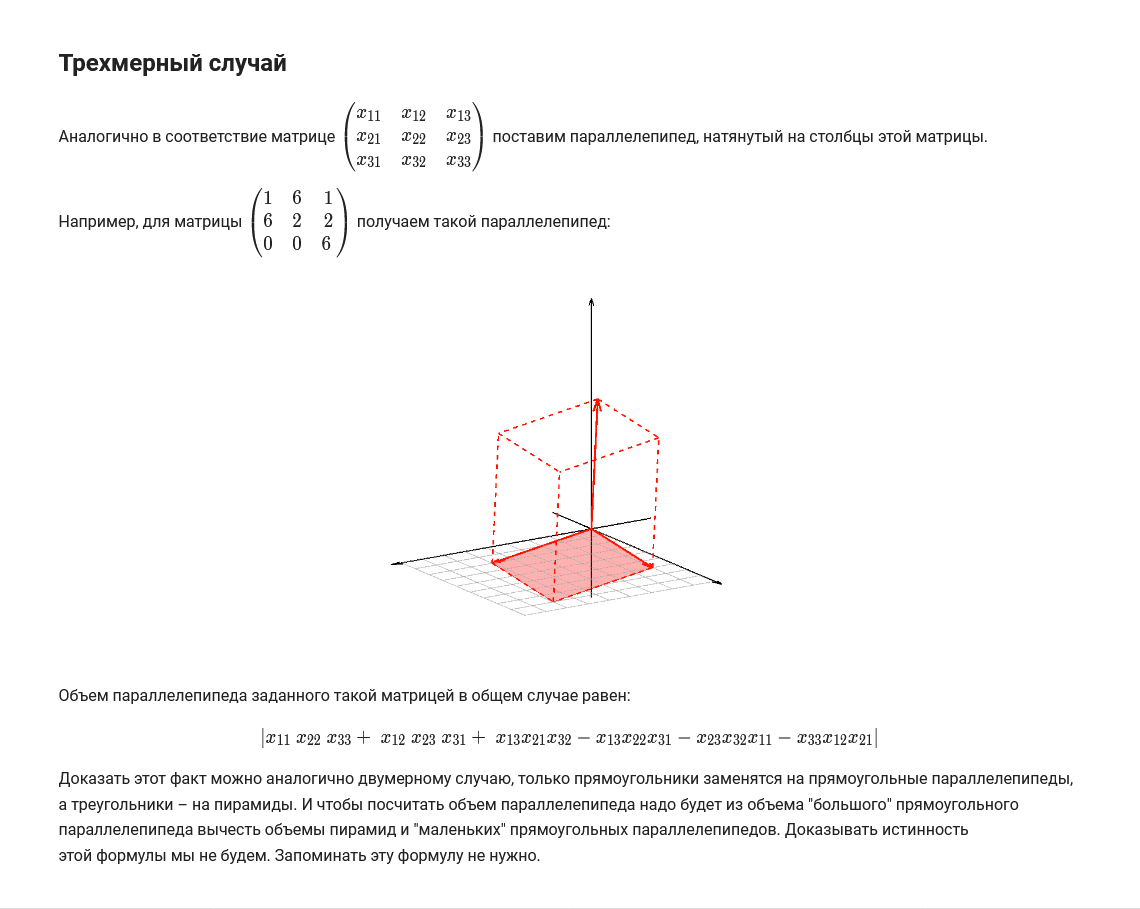 Трехмерный случай
Аналогично в соответствие матрице $\begin{pmatrix} x_{11} & x_{12} & x_{13} \\ x_{21} & x_{22} & x_{23} \\ x_{31} & x_{32} & x_{33} \end{pmatrix}$ поставим параллелепипед, натянутый на столбцы этой матрицы.
Например, для матрицы $\begin{pmatrix} 1 & 6 & 1 \\ 6 & 2 & 2 \\ 0 & 0 & 6 \end{pmatrix}$ получаем такой параллелепипед:
Объем параллелепипеда заданного такой матрицей в общем случае равен:
$|x_{11} x_{22} x_{33} + x_{12} x_{23} x_{31} + x_{13}x_{21}x_{32} - x_{13}x_{22}x_{31} - x_{23}x_{32}x_{11} - x_{33}x_{12}x_{21}|$
Доказать этот факт можно аналогично двумерному случаю, только прямоугольники заменятся на прямоугольные параллелепипеды,
а треугольники – на пирамиды. И чтобы посчитать объем параллелепипеда надо будет из объема "большого" прямоугольного
параллелепипеда вычесть объемы пирамид и "маленьких" прямоугольных параллелепипедов. Доказывать истинность
этой формулы мы не будем. Запоминать эту формулу не нужно.